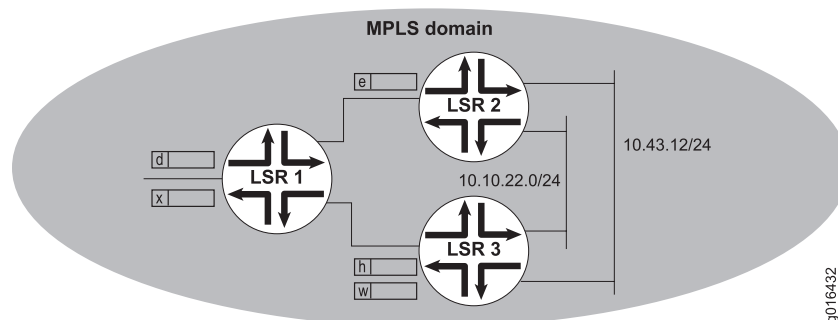 MPLS domain
e
LSR 2
10.43.12/24
d
LSR 1
10.10.22.0/24
x
LSR 3
h
w
g016432